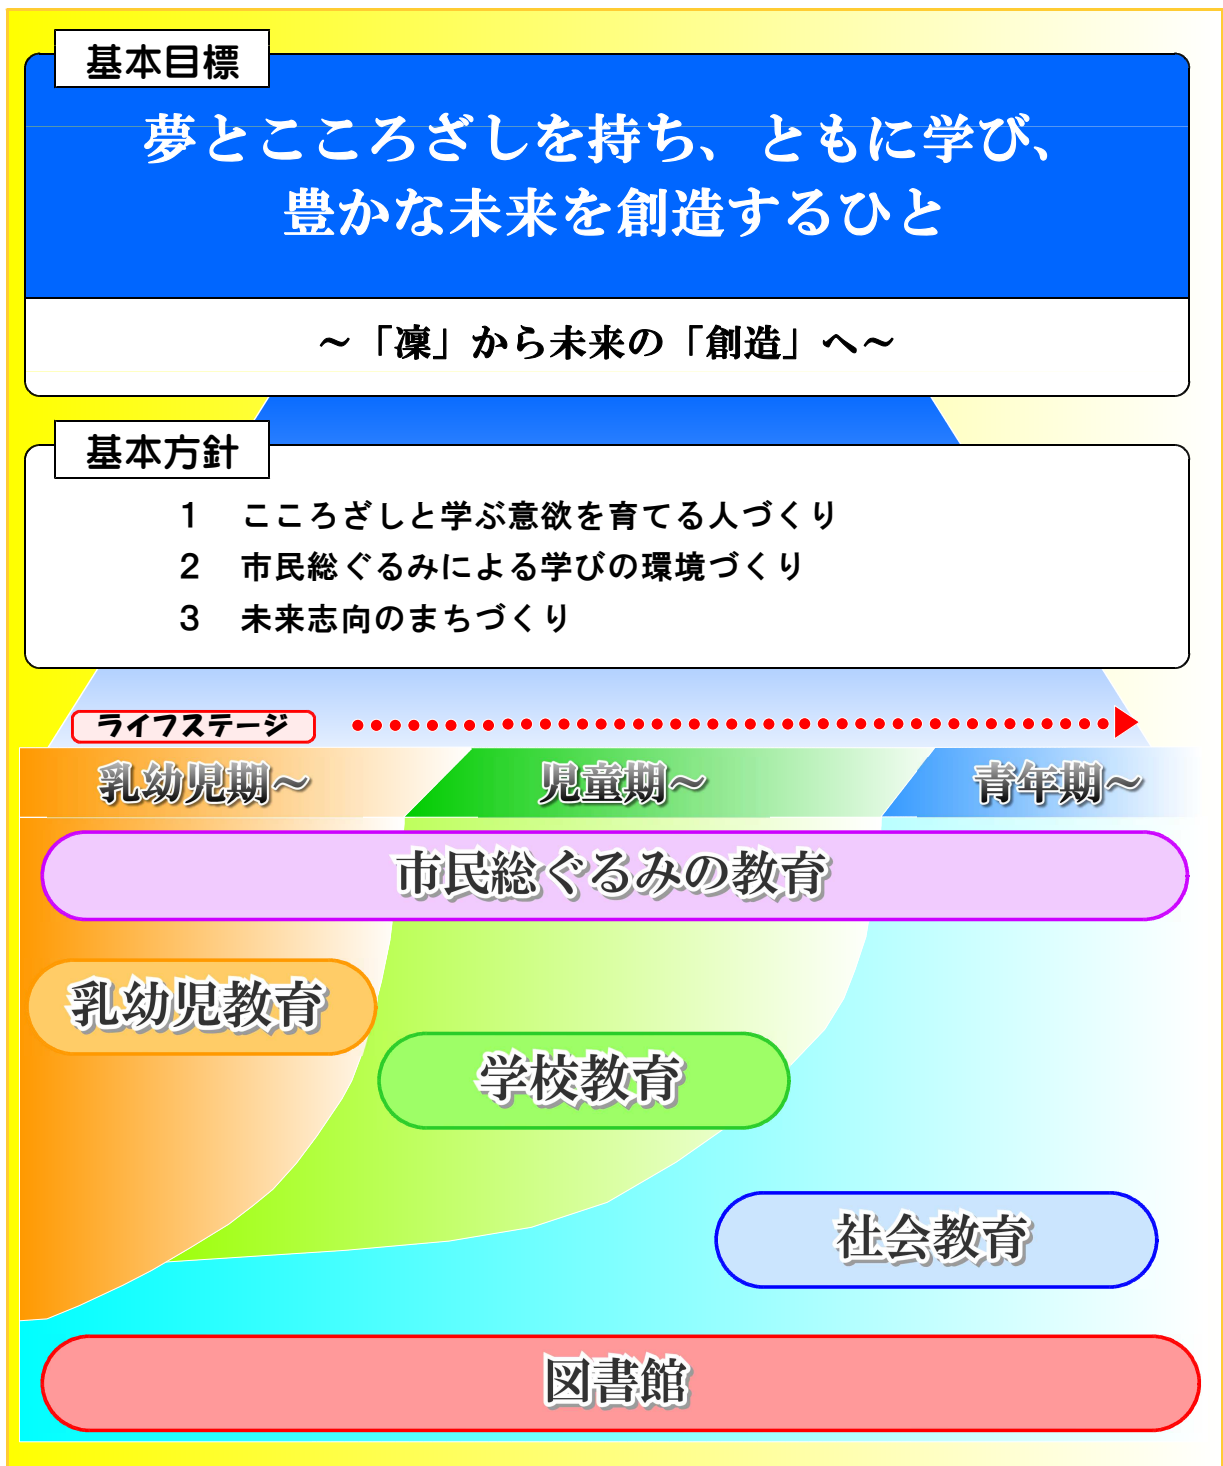 基本目標
夢とこころざしを持ち、ともに学び、
豊かな未来を創造するひと
～「凜」から未来の「創造」へ～
基本方針
1 こころざしと学ぶ意欲を育てる人づくり
2 市民総ぐるみによる学びの環境づくり
3 未来志向のまちづくり
ライフステージ
乳幼児期～ 児童期～ 青年期～
市民総ぐるみの教育
乳幼児教育
学校教育
社会教育
図書館